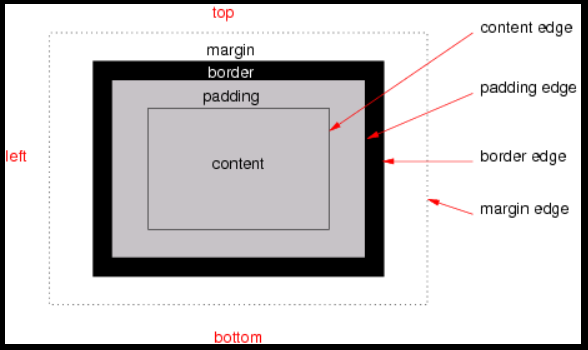 top
content edge
margin
border
padding edge
padding
left
content
border edge
margin edge
bottom